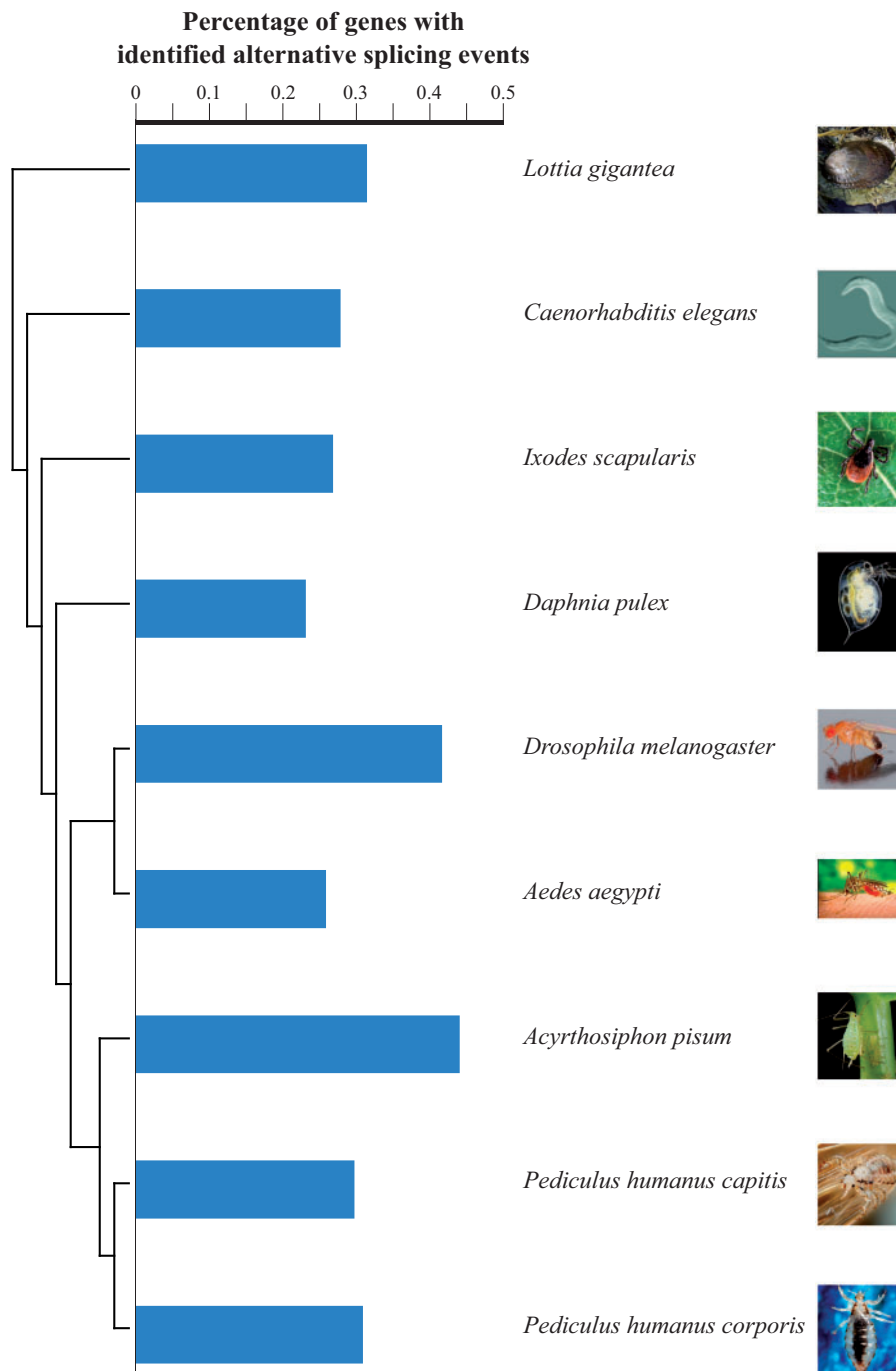 Percentage of genes with
identified alternative splicing events
0 0.1 0.2 0.3 0.4 0.5
Lottia gigantea
Caenorhabditis elegans
Ixodes scapularis
Daphnia pulex
Drosophila melanogaster
Aedes aegypti
Acyrthosiphon pisum
Pediculus humanus capitis
Pediculus humanus corporis